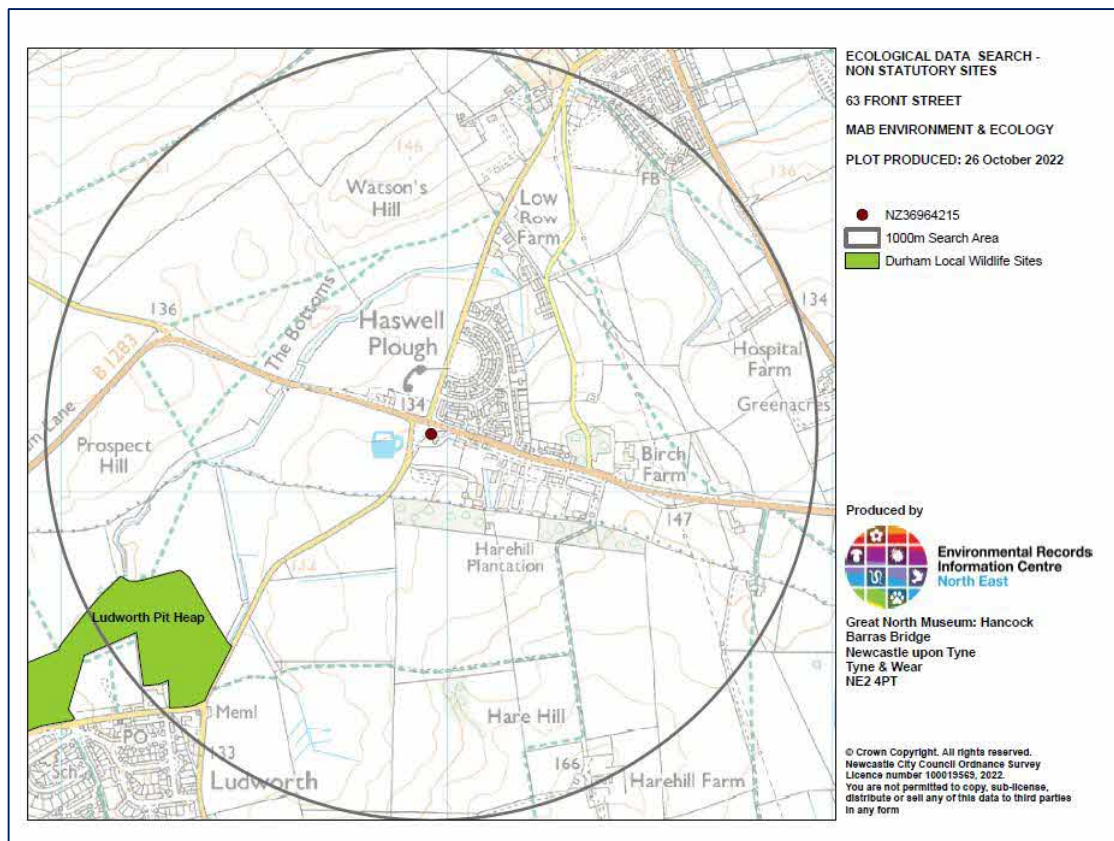 ECOLOGICAL DATA SEARCH -
NON STATUTORY SITES
63 FRONT STREET
MAB ENVIRONMENT & ECOLOGY
PLOT PRODUCED: 26 October 2022
NZ36964215
1000m Search Area
Durham Local Wildlife Sites
146
Watson's
Hill
Low
Row
Farm
FB
136
136
B 1283
The Bottoms
Haswell
Plough
134
134
Hospital
Farm
Greenacres
Lane
Prospect
Hill
Birch
Farm
147
Harehill
Plantation
132
Ludworth Pit Heap
Meml
PO
Sch
133
Ludworth
Hare Hill
166
Harehill Farm
Produced by
Environmental Records
Information Centre
North East
Great North Museum: Hancock
Barras Bridge
Newcastle upon Tyne
Tyne & Wear
NE2 4PT
© Crown Copyright. All rights reserved.
Newcastle City Council Ordnance Survey
Licence number 100019569, 2022.
You are not permitted to copy, sub-license,
distribute or sell any of this data to third parties
in any form